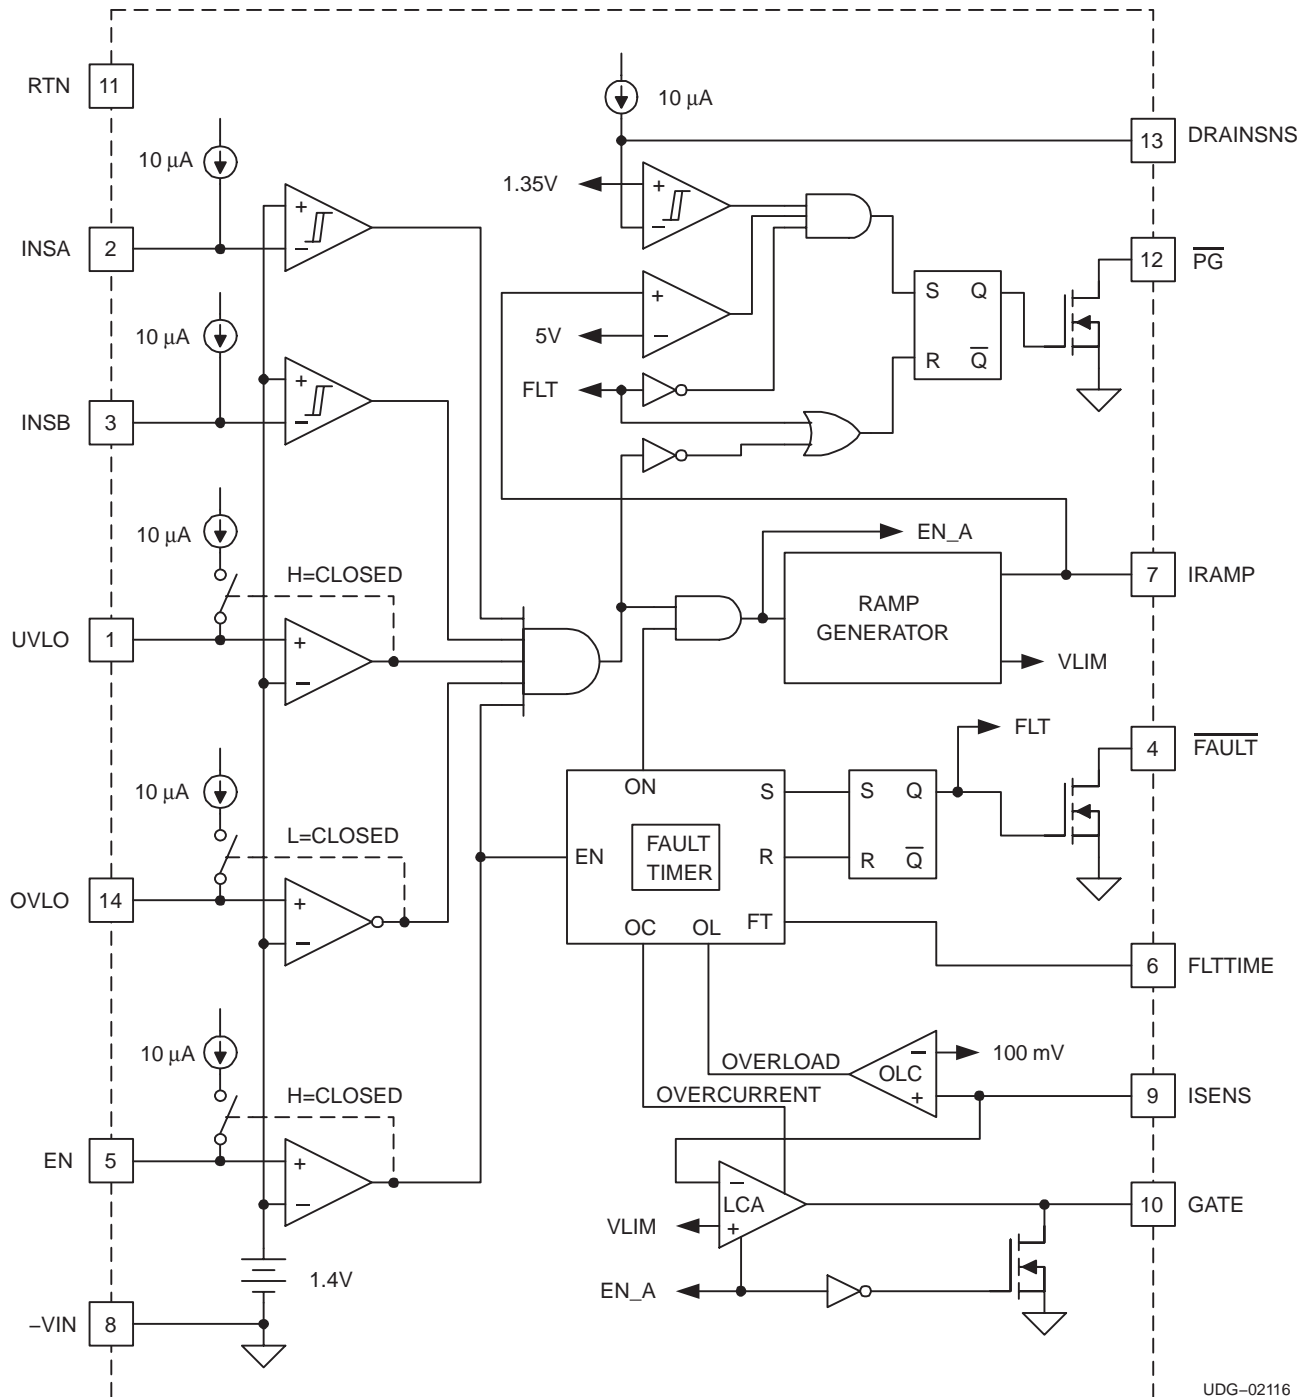 RTN
11
10 μA
10 μA
13
DRAINSNS
1.35V
+
−
+
−
INSA
2
12
PG
+
5V
−
S
Q
R
Q
10 μA
+
−
FLT
INSB
3
10 μA
EN_A
H=CLOSED
RAMP
GENERATOR
7
IRAMP
UVLO
1
+
−
VLIM
FLT
4
FAULT
10 μA
ON
S
S
Q
L=CLOSED
FAULT
TIMER
EN
R
R
Q
OVLO
14
+
−
OC
OL
FT
6
FLTTIME
10 μA
OVERLOAD
−
OLC
+
100 mV
H=CLOSED
OVERCURRENT
9
ISENS
EN
5
+
−
−
LCA
+
10
GATE
VLIM
1.4V
EN_A
–VIN
8
UDG–02116